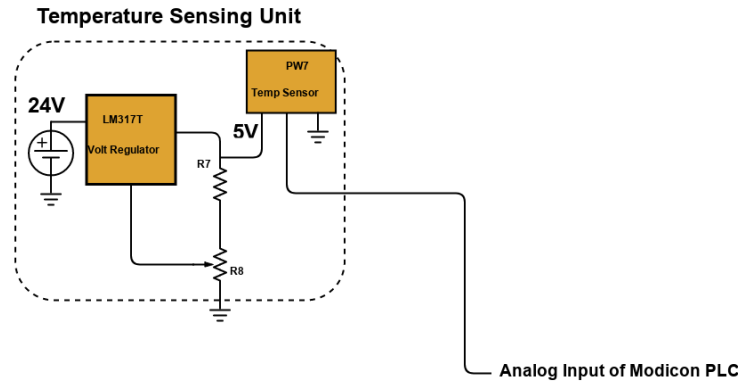 Temperature Sensing Unit
PW7
Temp Sensor
24V
LM317T
Volt Regulator
5V
R7
R8
Analog Input of Modicon PLC